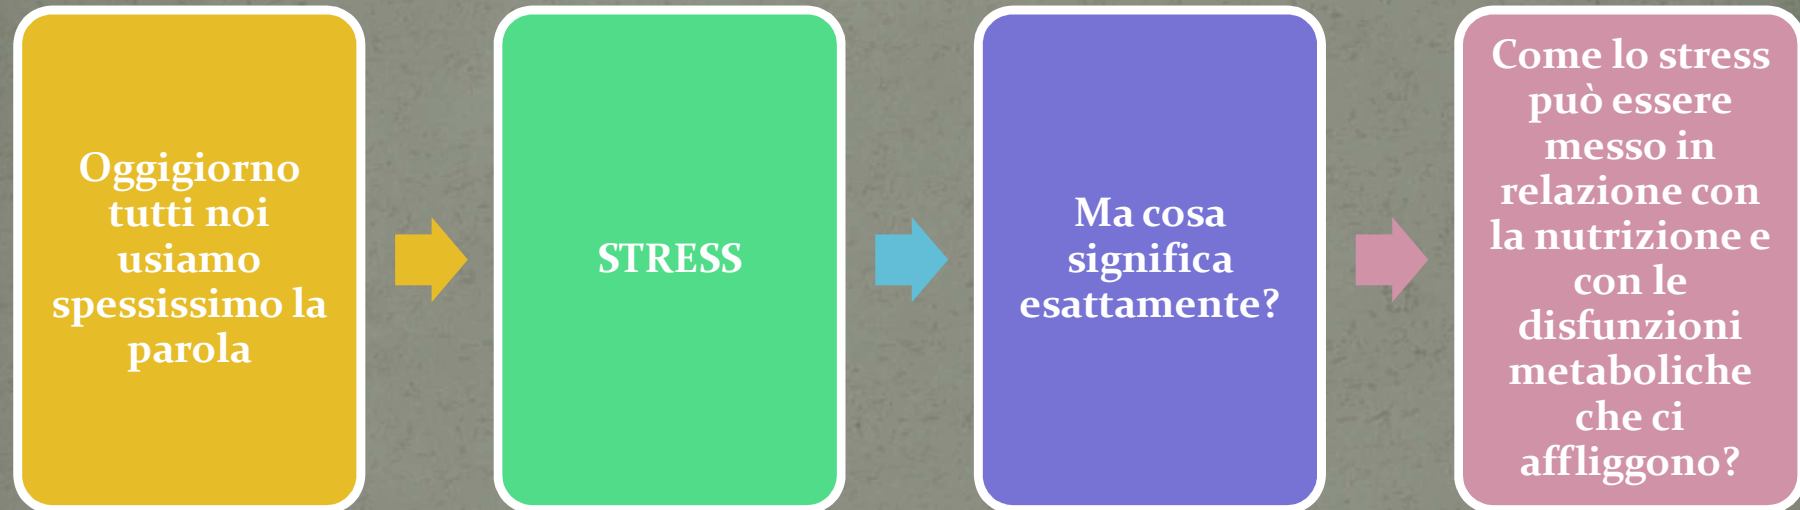 Oggigiorno
tutti noi
usiamo
spessissimo la
parola
STRESS
Ma cosa
significa
esattamente?
Come lo stress
può essere
messo in
relazione con
la nutrizione e
con le
disfunzioni
metaboliche
che ci
affliggono?